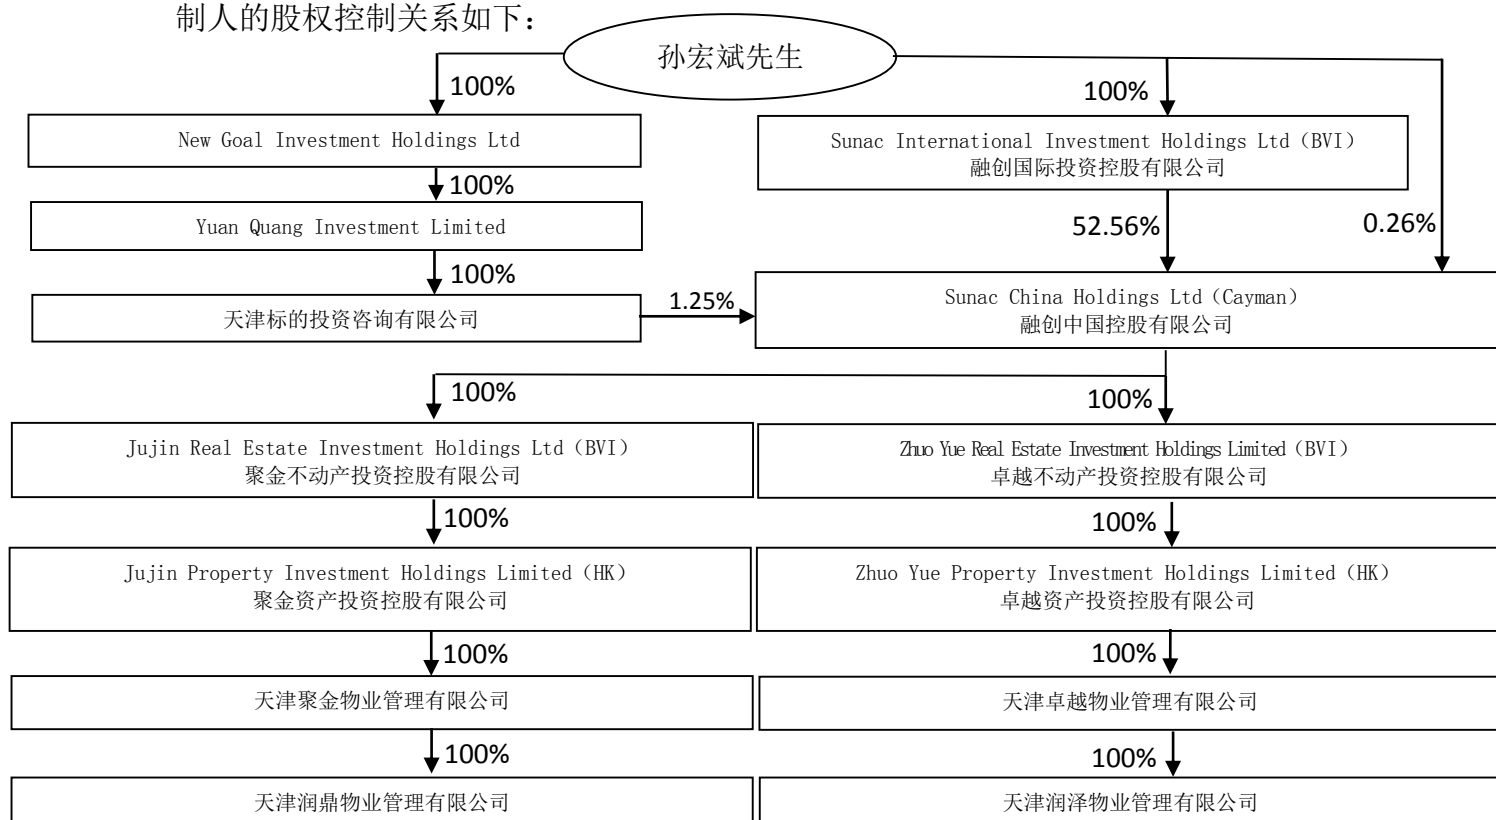 制人的股权控制关系如下：
孙宏斌先生
100%
100%
New Goal Investment Holdings Ltd
Sunac International Investment Holdings Ltd（BVI）
融创国际投资控股有限公司
100%
Yuan Quang Investment Limited
52.56%
0.26%
100%
天津标的投资咨询有限公司
1.25%
Sunac China Holdings Ltd（Cayman）
融创中国控股有限公司
100%
100%
Jujin Real Estate Investment Holdings Ltd（BVI）
聚金不动产投资控股有限公司
Zhuo Yue Real Estate Investment Holdings Limited（BVI）
卓越不动产投资控股有限公司
100%
100%
Jujin Property Investment Holdings Limited（HK）
聚金资产投资控股有限公司
Zhuo Yue Property Investment Holdings Limited（HK）
卓越资产投资控股有限公司
100%
100%
天津聚金物业管理有限公司
天津卓越物业管理有限公司
100%
100%
天津润鼎物业管理有限公司
天津润泽物业管理有限公司